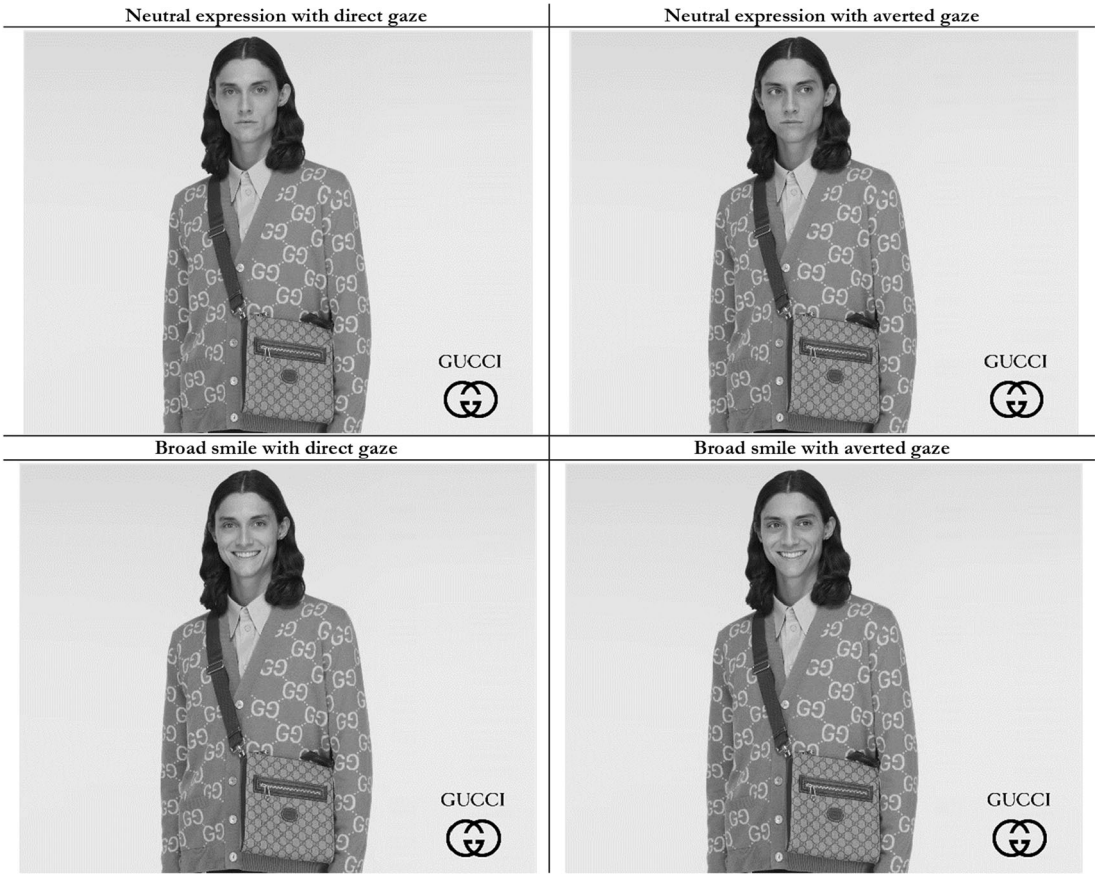 Neutral expression with direct gaze
Neutral expression with averted gaze
GUCCI
GUCCI
Broad smile with direct gaze
Broad smile with averted gaze
GUCCI
GUCCI